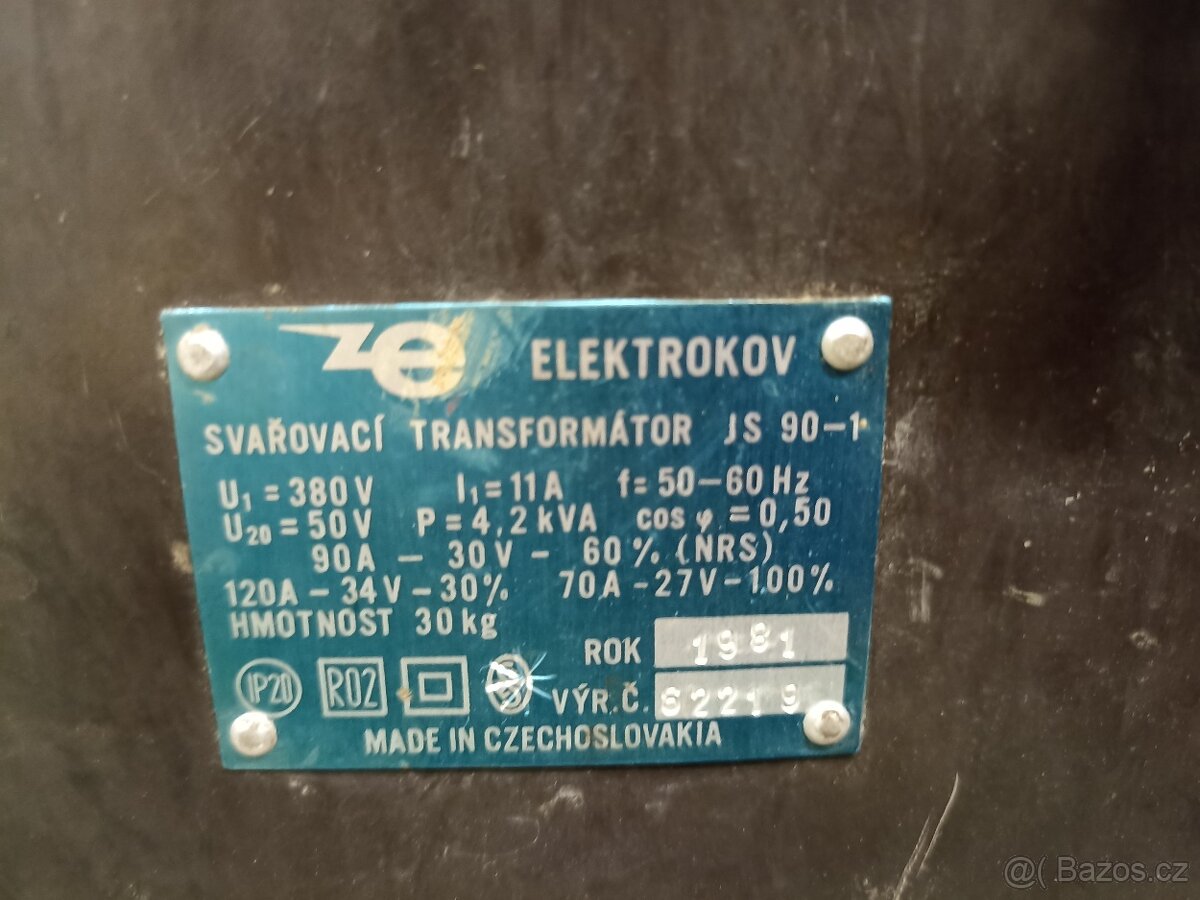 ze ELEKTROKOV
SVAŘOVACÍ TRANSFORMÁTOR JS 90-1
U₁ = 380 V I₁ = 11 A f = 50-60 Hz
U₂₀ = 50 V P = 4,2 kVA cos φ = 0,50
90A - 30 V - 60 % (NRS)
120A - 34 V - 30% 70A - 27V - 100%
HMOTNOST 30 kg
ROK 1981
IP20 R02 VÝR.Č. 62219
MADE IN CZECHOSLOVAKIA
@(. Bazos.cz